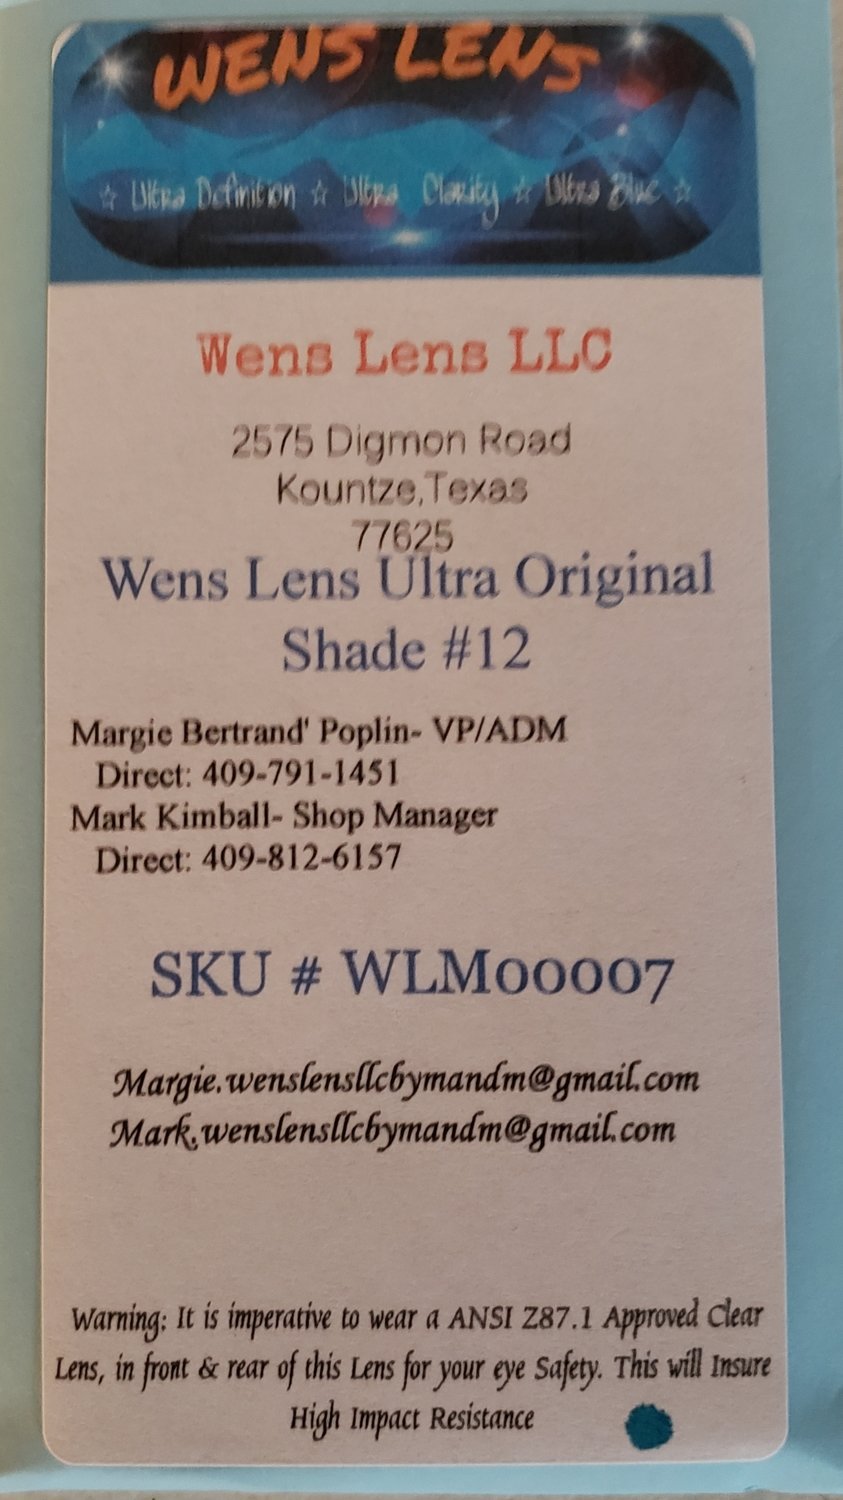 WENS LENS
☆ Ultra Definition ☆ Ultra Clarity ☆ Ultra Blue ☆
Wens Lens LLC
2575 Digmon Road
Kountze,Texas
77625
Wens Lens Ultra Original
Shade #12
Margie Bertrand' Poplin- VP/ADM
Direct: 409-791-1451
Mark Kimball- Shop Manager
Direct: 409-812-6157
SKU # WLM00007
Margie.wenslensllcbymandm@gmail.com
Mark.wenslensllcbymandm@gmail.com
Warning: It is imperative to wear a ANSI Z87.1 Approved Clear
Lens, in front & rear of this Lens for your eye Safety. This will Insure
High Impact Resistance